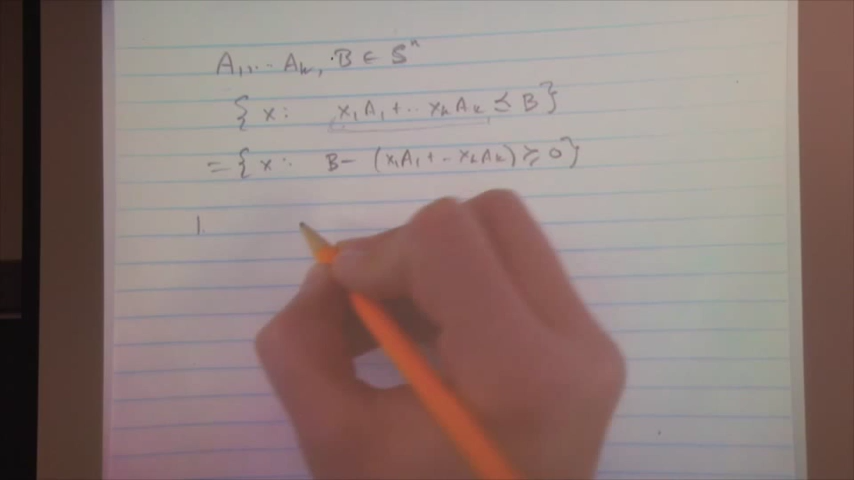 A₁,... Aₖ, B ∈ Sⁿ
{ x: x₁A₁ + ... xₖAₖ ⪯ B }
= { x: B - (x₁A₁ + .. xₖAₖ) ⪰ 0 }
1.